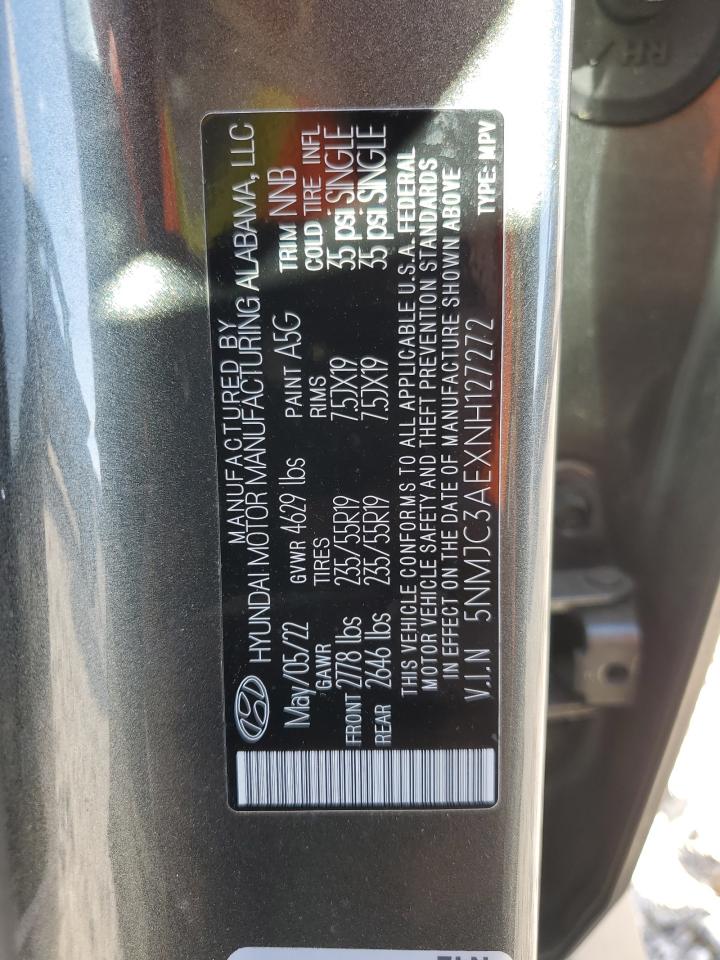 MANUFACTURED BY
HYUNDAI MOTOR MANUFACTURING ALABAMA, LLC
May/05/22 GVWR 4629 lbs PAINT A5G TRIM NNB
GAWR TIRES RIMS COLD TIRE INFL
FRONT 2778 lbs 235/55R19 7.5JX19 35 psi SINGLE
REAR 2646 lbs 235/55R19 7.5JX19 35 psi SINGLE
THIS VEHICLE CONFORMS TO ALL APPLICABLE U.S.A. FEDERAL
MOTOR VEHICLE SAFETY AND THEFT PREVENTION STANDARDS
IN EFFECT ON THE DATE OF MANUFACTURE SHOWN ABOVE
V.I.N 5NMJC3AEXNH127272 TYPE: MPV
RH